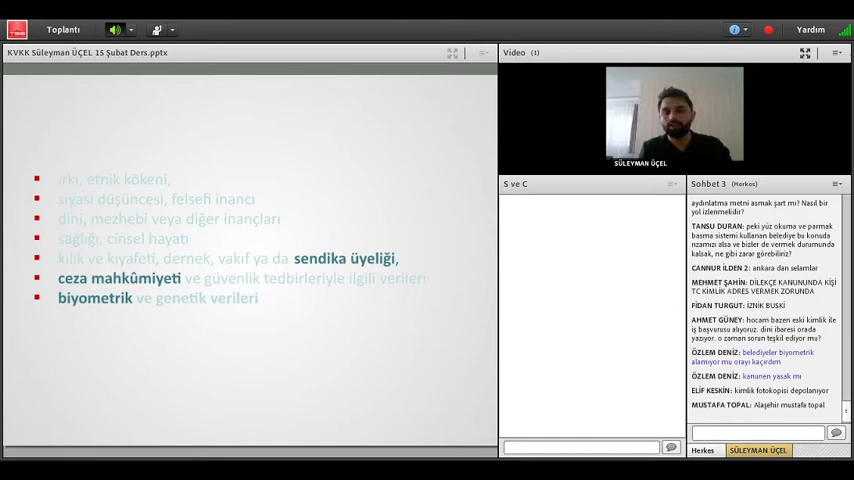 Toplantı
Yardım
KVKK Süleyman ÜÇEL 15 Şubat Ders.pptx
ırkı, etnik kökeni,
siyasi düşüncesi, felsefi inancı
dini, mezhebi veya diğer inançları
sağlığı, cinsel hayatı
kılık ve kıyafeti, dernek, vakıf ya da sendika üyeliği,
ceza mahkûmiyeti ve güvenlik tedbirleriyle ilgili verileri
biyometrik ve genetik verileri
Video (1)
SÜLEYMAN ÜÇEL
S ve C
Sohbet 3 (Herkes)
aydınlatma metni asmak şart mı? Nasıl bir
yol izlenmelidir?
TANSU DURAN: peki yüz okuma ve parmak
basma sistemi kullanan belediye bu konuda
rızamızı alsa ve bizler de vermek durumunda
kalsak, ne gibi zarar görebiliriz?
CANNUR İLDEN 2: ankara dan selamlar
MEHMET ŞAHİN: DİLEKÇE KANUNUNDA KİŞİ
TC KİMLİK ADRES VERMEK ZORUNDA
FİDAN TURGUT: İZNİK BUSKİ
AHMET GÜNEY: hocam bazen eski kimlik ile
iş başvurusu alıyoruz. dini ibaresi orada
yazıyor. o zaman sorun teşkil ediyor mu?
ÖZLEM DENİZ: belediyeler biyometrik
alamıyor mu orayı kaçırdım
ÖZLEM DENİZ: kanunen yasak mı
ELİF KESKİN: kimlik fotokopisi depolanıyor
MUSTAFA TOPAL: Alaşehir mustafa topal
Herkes
SÜLEYMAN ÜÇEL